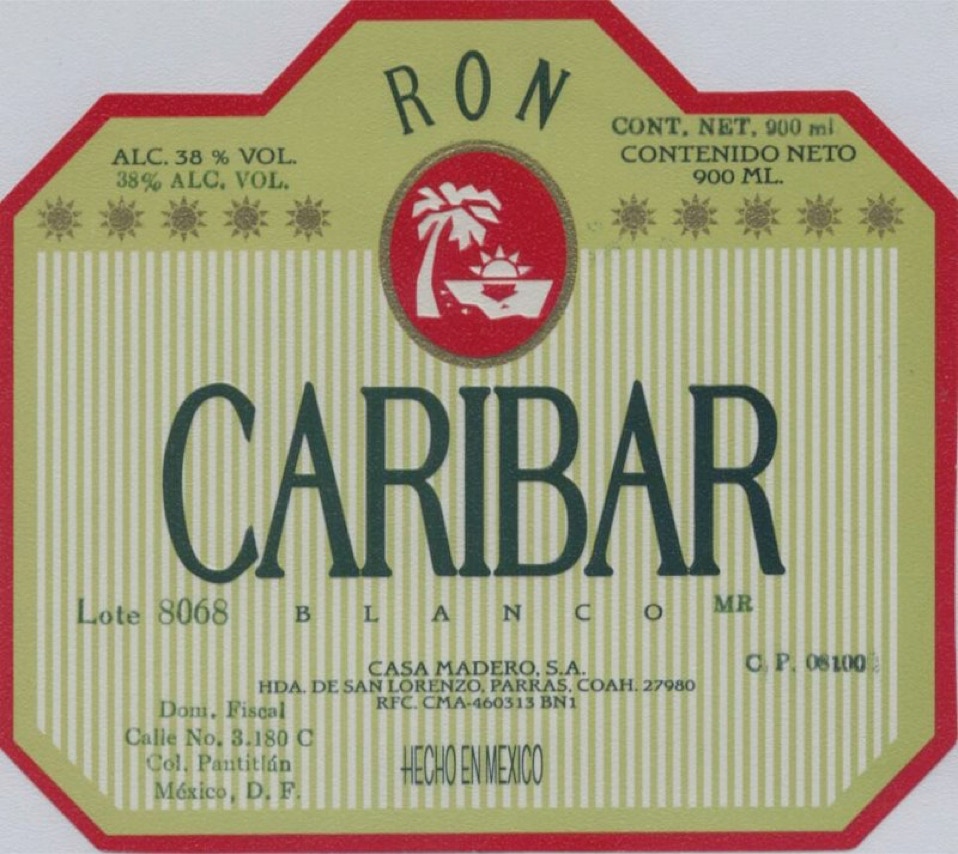 RON
ALC. 38 % VOL.
38% ALC. VOL.
CONT. NET. 900 ml
CONTENIDO NETO
900 ML.
CARIBAR
Lote 8068
BLANCO
MR
CASA MADERO, S.A.
HDA. DE SAN LORENZO, PARRAS, COAH. 27980
RFC. CMA-460313 BN1
C. P. 08100
Dom. Fiscal
Calle No. 3.180 C
Col. Pantitlán
México, D. F.
HECHO EN MEXICO